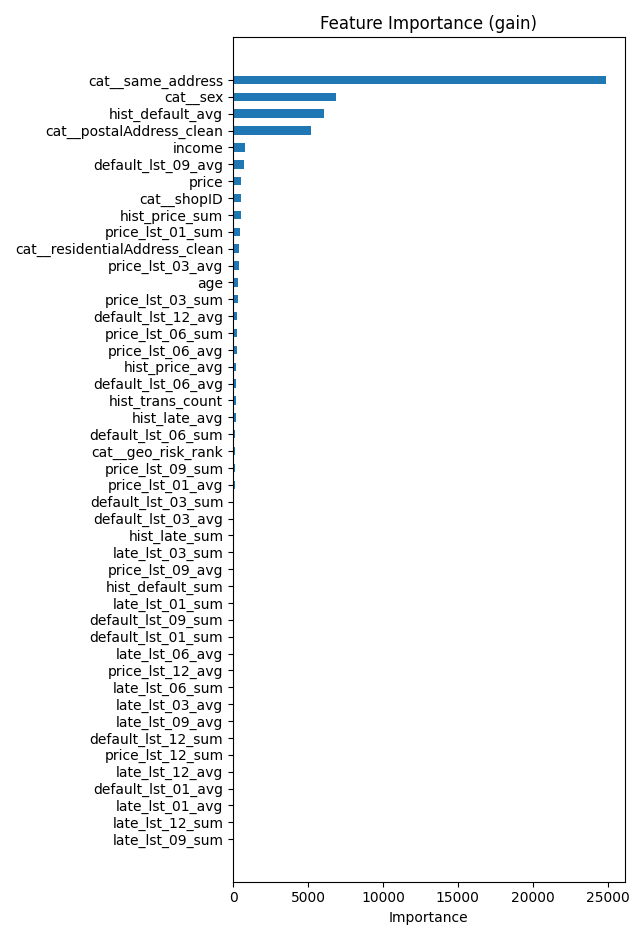 Feature Importance (gain)
cat__same_address
cat__sex
hist_default_avg
cat__postalAddress_clean
income
default_lst_09_avg
price
cat__shopID
hist_price_sum
price_lst_01_sum
cat__residentialAddress_clean
price_lst_03_avg
age
price_lst_03_sum
default_lst_12_avg
price_lst_06_sum
price_lst_06_avg
hist_price_avg
default_lst_06_avg
hist_trans_count
hist_late_avg
default_lst_06_sum
cat__geo_risk_rank
price_lst_09_sum
price_lst_01_avg
default_lst_03_sum
default_lst_03_avg
hist_late_sum
late_lst_03_sum
price_lst_09_avg
hist_default_sum
late_lst_01_sum
default_lst_09_sum
default_lst_01_sum
late_lst_06_avg
price_lst_12_avg
late_lst_06_sum
late_lst_03_avg
late_lst_09_avg
default_lst_12_sum
price_lst_12_sum
late_lst_12_avg
default_lst_01_avg
late_lst_01_avg
late_lst_12_sum
late_lst_09_sum
0 5000 10000 15000 20000 25000
Importance